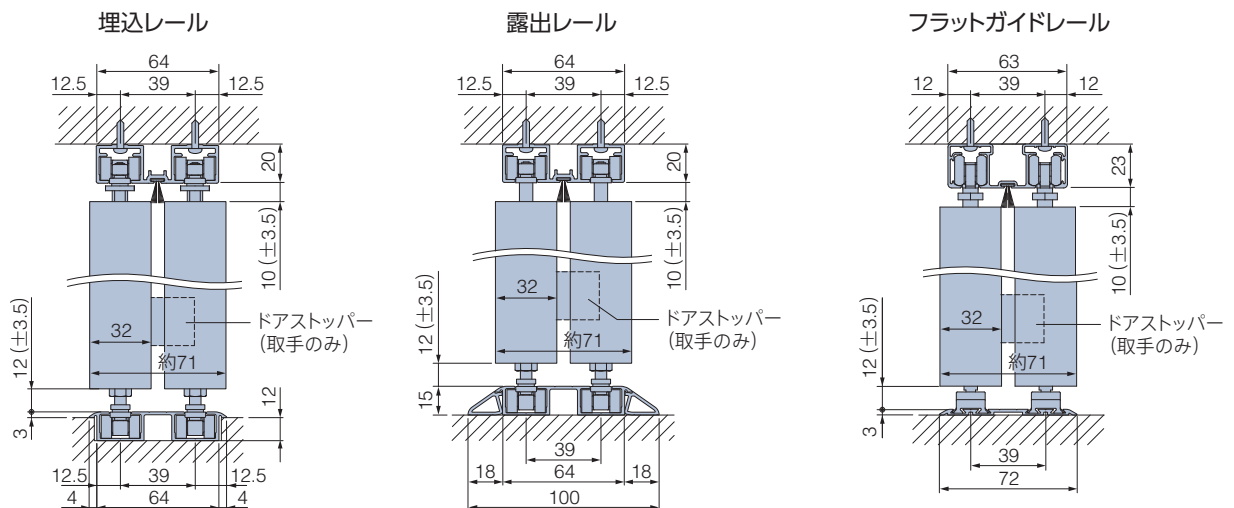 埋込レール
64
12.5 39 12.5
20
10 (±3.5)
32
約71
ドアストッパー
(取手のみ)
12 (±3.5)
12
3
12.5 39 12.5
4 64 4
露出レール
64
12.5 39 12.5
20
10 (±3.5)
32
約71
ドアストッパー
(取手のみ)
12 (±3.5)
15
39
18 64 18
100
フラットガイドレール
63
12 39 12
23
10 (±3.5)
32
約71
ドアストッパー
(取手のみ)
12 (±3.5)
3
39
72